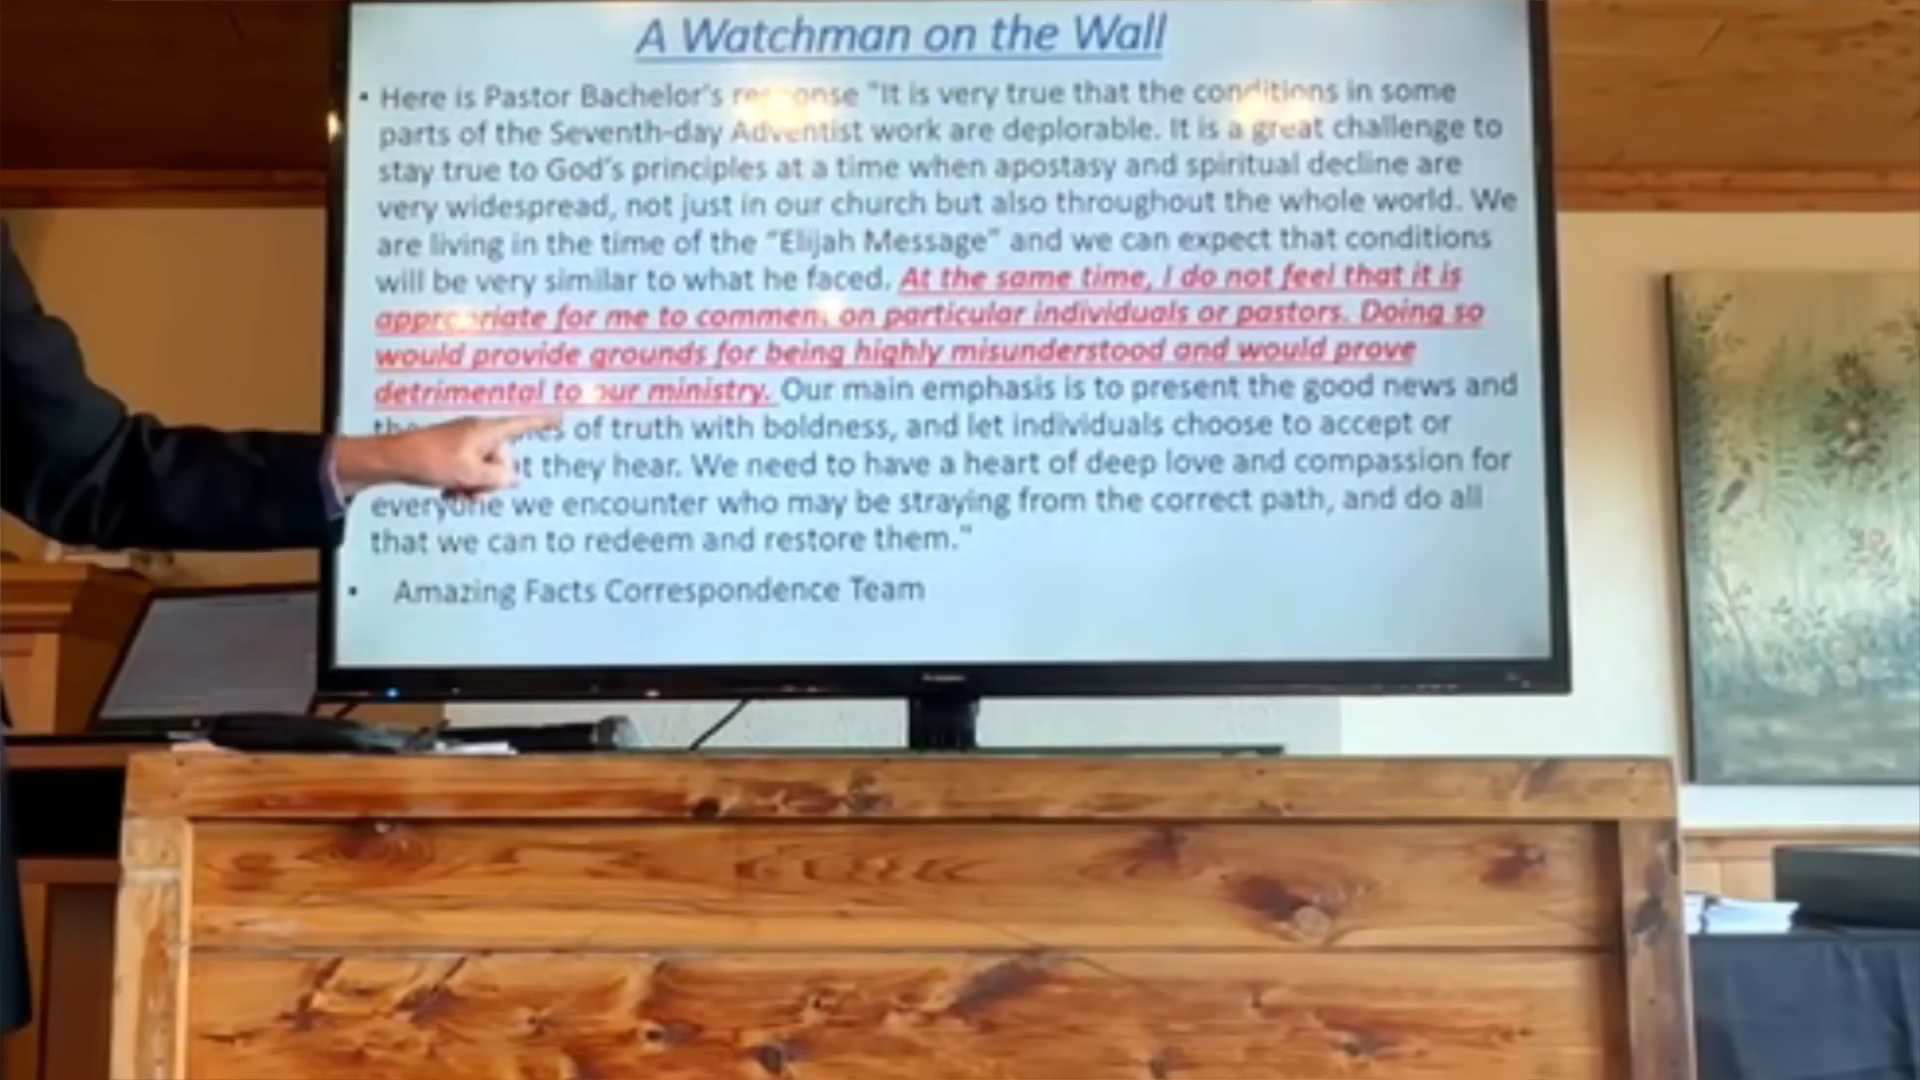 A Watchman on the Wall
• Here is Pastor Bachelor's response "It is very true that the conditions in some
parts of the Seventh-day Adventist work are deplorable. It is a great challenge to
stay true to God's principles at a time when apostasy and spiritual decline are
very widespread, not just in our church but also throughout the whole world. We
are living in the time of the "Elijah Message" and we can expect that conditions
will be very similar to what he faced. At the same time, I do not feel that it is
appropriate for me to comment on particular individuals or pastors. Doing so
would provide grounds for being highly misunderstood and would prove
detrimental to our ministry. Our main emphasis is to present the good news and
of truth with boldness, and let individuals choose to accept or
they hear. We need to have a heart of deep love and compassion for
everyone we encounter who may be straying from the correct path, and do all
that we can to redeem and restore them."
• Amazing Facts Correspondence Team